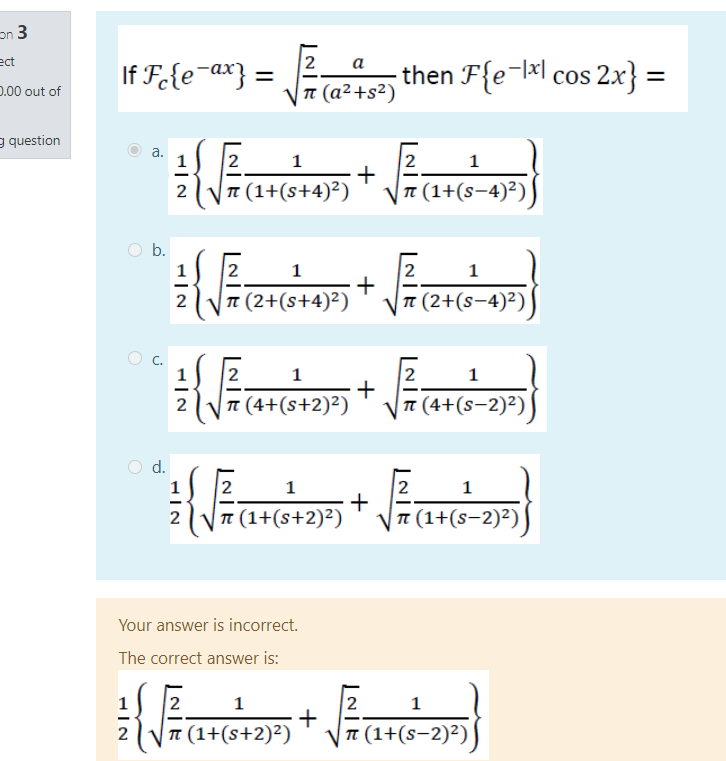 on 3
ect
0.00 out of
g question
If ℱc{e^−ax} = √(2/π) a/(a²+s²) then ℱ{e^−|x| cos 2x} =
a. 1/2 {√(2/π) 1/(1+(s+4)²) + √(2/π) 1/(1+(s−4)²)}
b. 1/2 {√(2/π) 1/(2+(s+4)²) + √(2/π) 1/(2+(s−4)²)}
c. 1/2 {√(2/π) 1/(4+(s+2)²) + √(2/π) 1/(4+(s−2)²)}
d. 1/2 {√(2/π) 1/(1+(s+2)²) + √(2/π) 1/(1+(s−2)²)}
Your answer is incorrect.
The correct answer is:
1/2 {√(2/π) 1/(1+(s+2)²) + √(2/π) 1/(1+(s−2)²)}